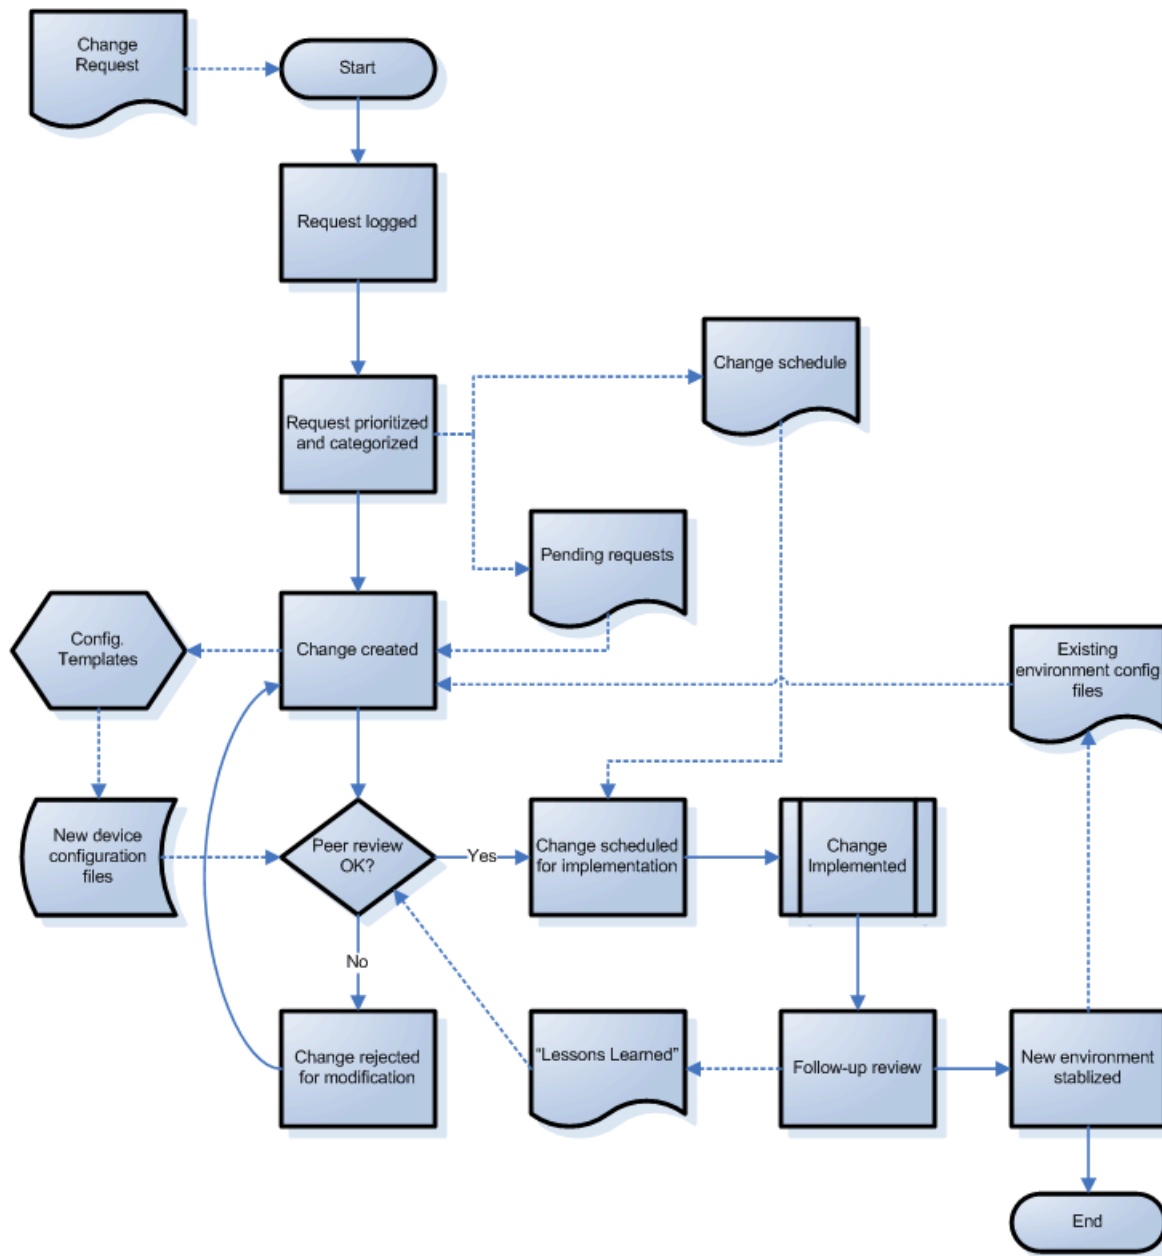 Change
Request
Start
Request logged
Change schedule
Request prioritized
and categorized
Pending requests
Config.
Templates
Change created
Existing
environment config
files
New device
configuration
files
Peer review
OK?
Yes
Change scheduled
for implementation
Change
Implemented
No
Change rejected
for modification
“Lessons Learned”
Follow-up review
New environment
stablized
End